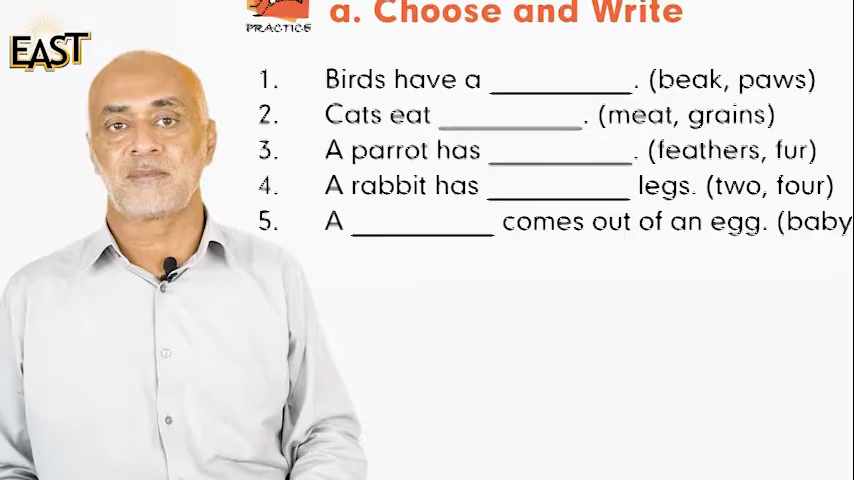 EAST
PRACTICE
a. Choose and Write
1. Birds have a __________. (beak, paws)
2. Cats eat __________. (meat, grains)
3. A parrot has __________. (feathers, fur)
4. A rabbit has __________ legs. (two, four)
5. A __________ comes out of an egg. (baby